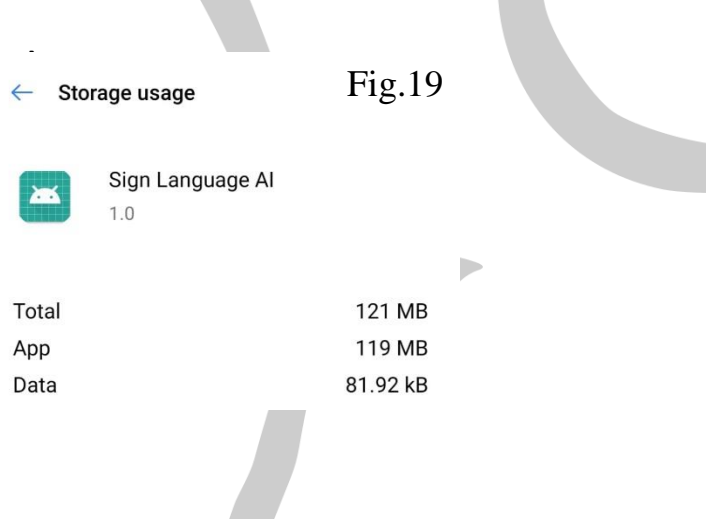 Fig.19
Storage usage
Sign Language AI
1.0
Total 121 MB
App 119 MB
Data 81.92 kB